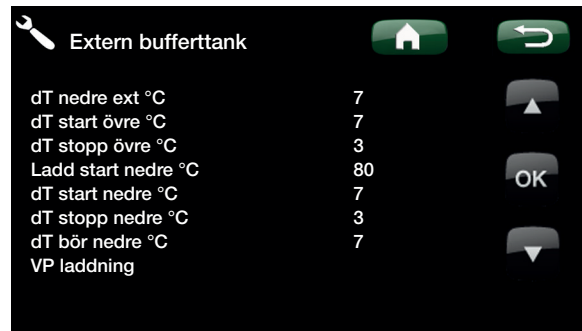 Extern bufferttank
dT nedre ext °C 7
dT start övre °C 7
dT stopp övre °C 3
Ladd start nedre °C 80
dT start nedre °C 7
dT stopp nedre °C 3
dT bör nedre °C 7
VP laddning
OK